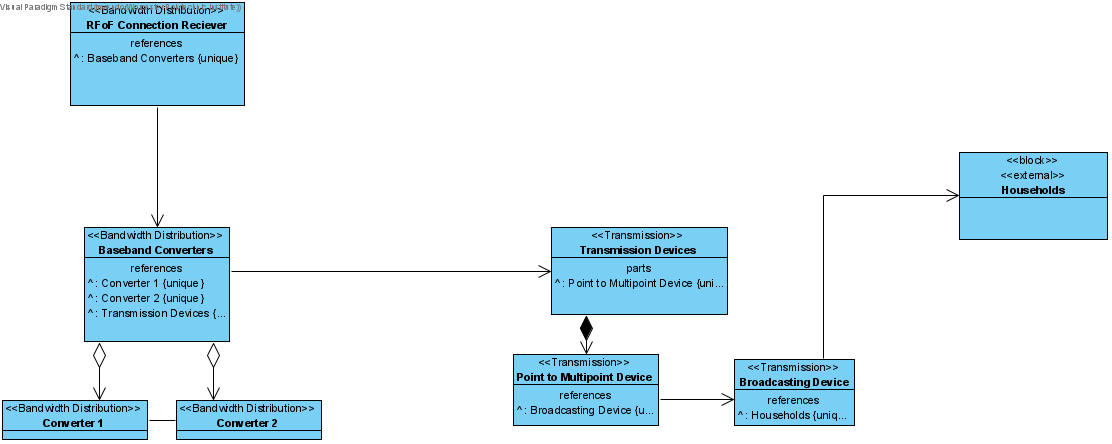 Visual Paradigm Standard
<<Bandwidth Distribution>>
RFoF Connection Reciever
references
^ : Baseband Converters {unique}
<<block>>
<<external>>
Households
<<Bandwidth Distribution>>
Baseband Converters
references
^ : Converter 1 {unique}
^ : Converter 2 {unique}
^ : Transmission Devices {...
<<Transmission>>
Transmission Devices
parts
^ : Point to Multipoint Device {uni...
<<Transmission>>
Point to Multipoint Device
references
^ : Broadcasting Device {u...
<<Transmission>>
Broadcasting Device
references
^ : Households {uniq...
<<Bandwidth Distribution>>
Converter 1
<<Bandwidth Distribution>>
Converter 2